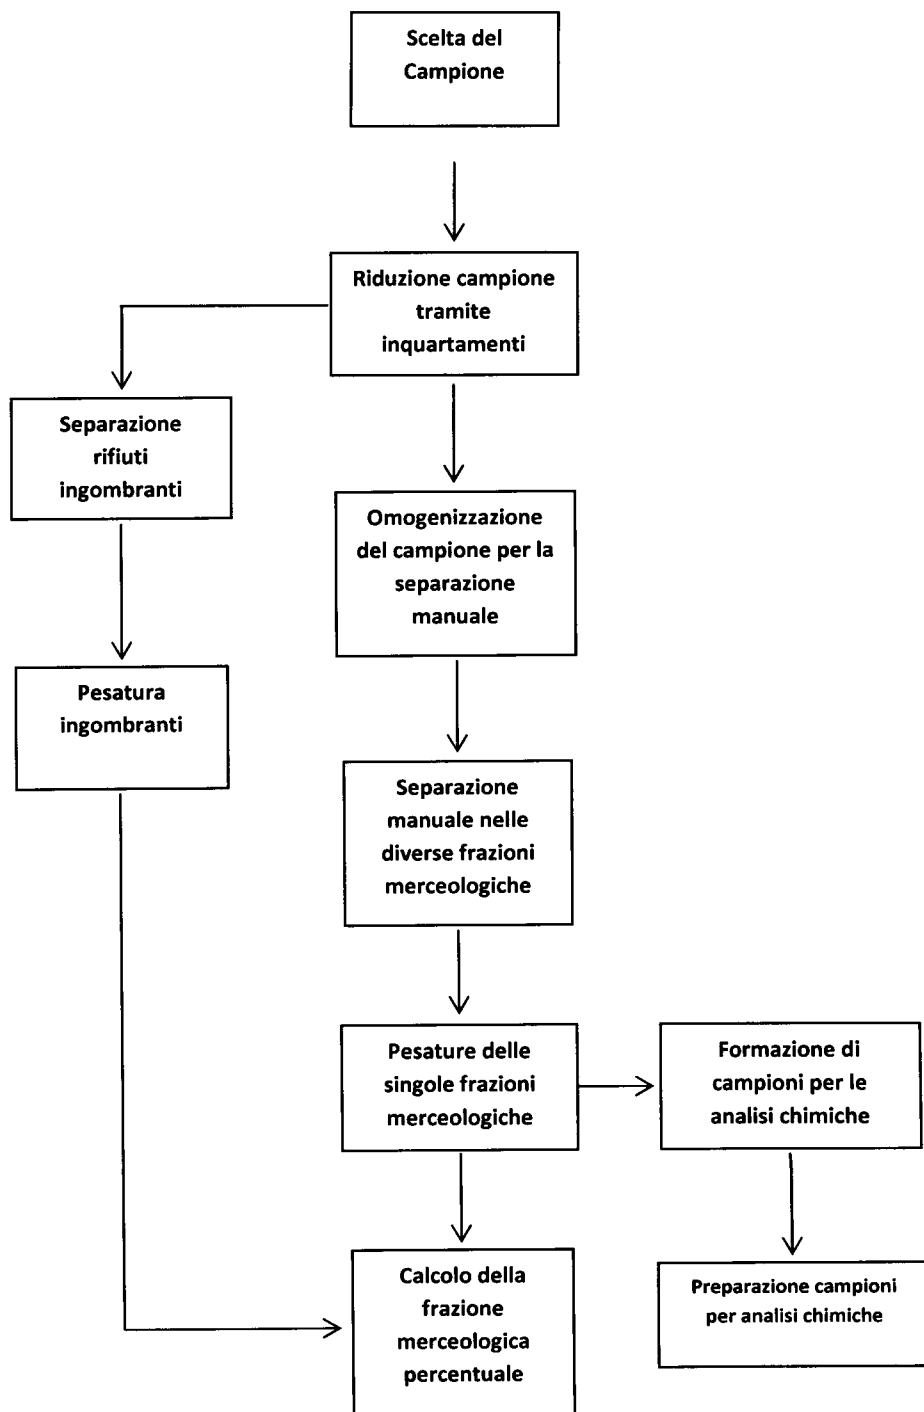 Scelta del
Campione
Riduzione campione
tramite
inquartamenti
Separazione
rifiuti
ingombranti
Omogenizzazione
del campione per la
separazione
manuale
Pesatura
ingombranti
Separazione
manuale nelle
diverse frazioni
merceologiche
Pesature delle
singole frazioni
merceologiche
Formazione di
campioni per le
analisi chimiche
Calcolo della
frazione
merceologica
percentuale
Preparazione campioni
per analisi chimiche